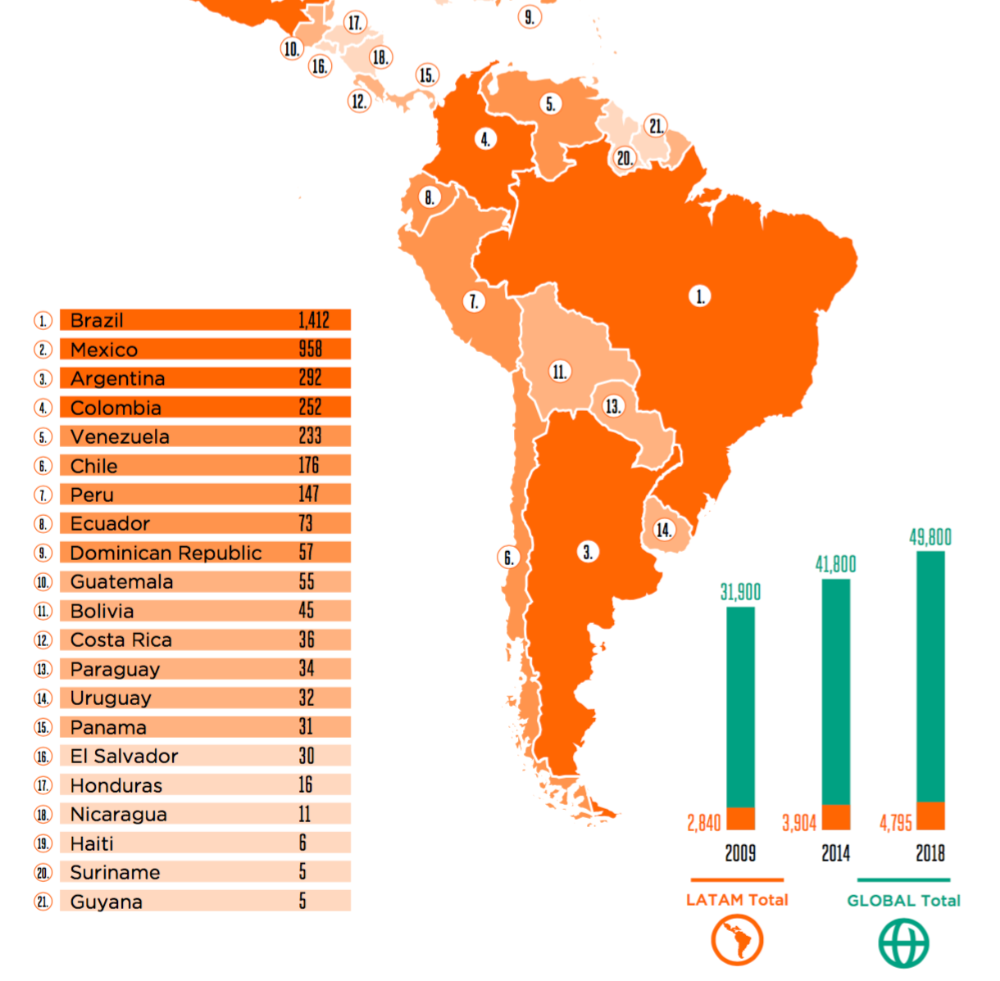 17.
9.
10.
16.
18.
15.
12.
5.
21.
4.
20.
8.
7.
1.
11.
13.
14.
6.
3.
1. Brazil 1,412
2. Mexico 958
3. Argentina 292
4. Colombia 252
5. Venezuela 233
6. Chile 176
7. Peru 147
8. Ecuador 73
9. Dominican Republic 57
10. Guatemala 55
11. Bolivia 45
12. Costa Rica 36
13. Paraguay 34
14. Uruguay 32
15. Panama 31
16. El Salvador 30
17. Honduras 16
18. Nicaragua 11
19. Haiti 6
20. Suriname 5
21. Guyana 5
49,800
41,800
31,900
2,840
3,904
4,795
2009 2014 2018
LATAM Total
GLOBAL Total